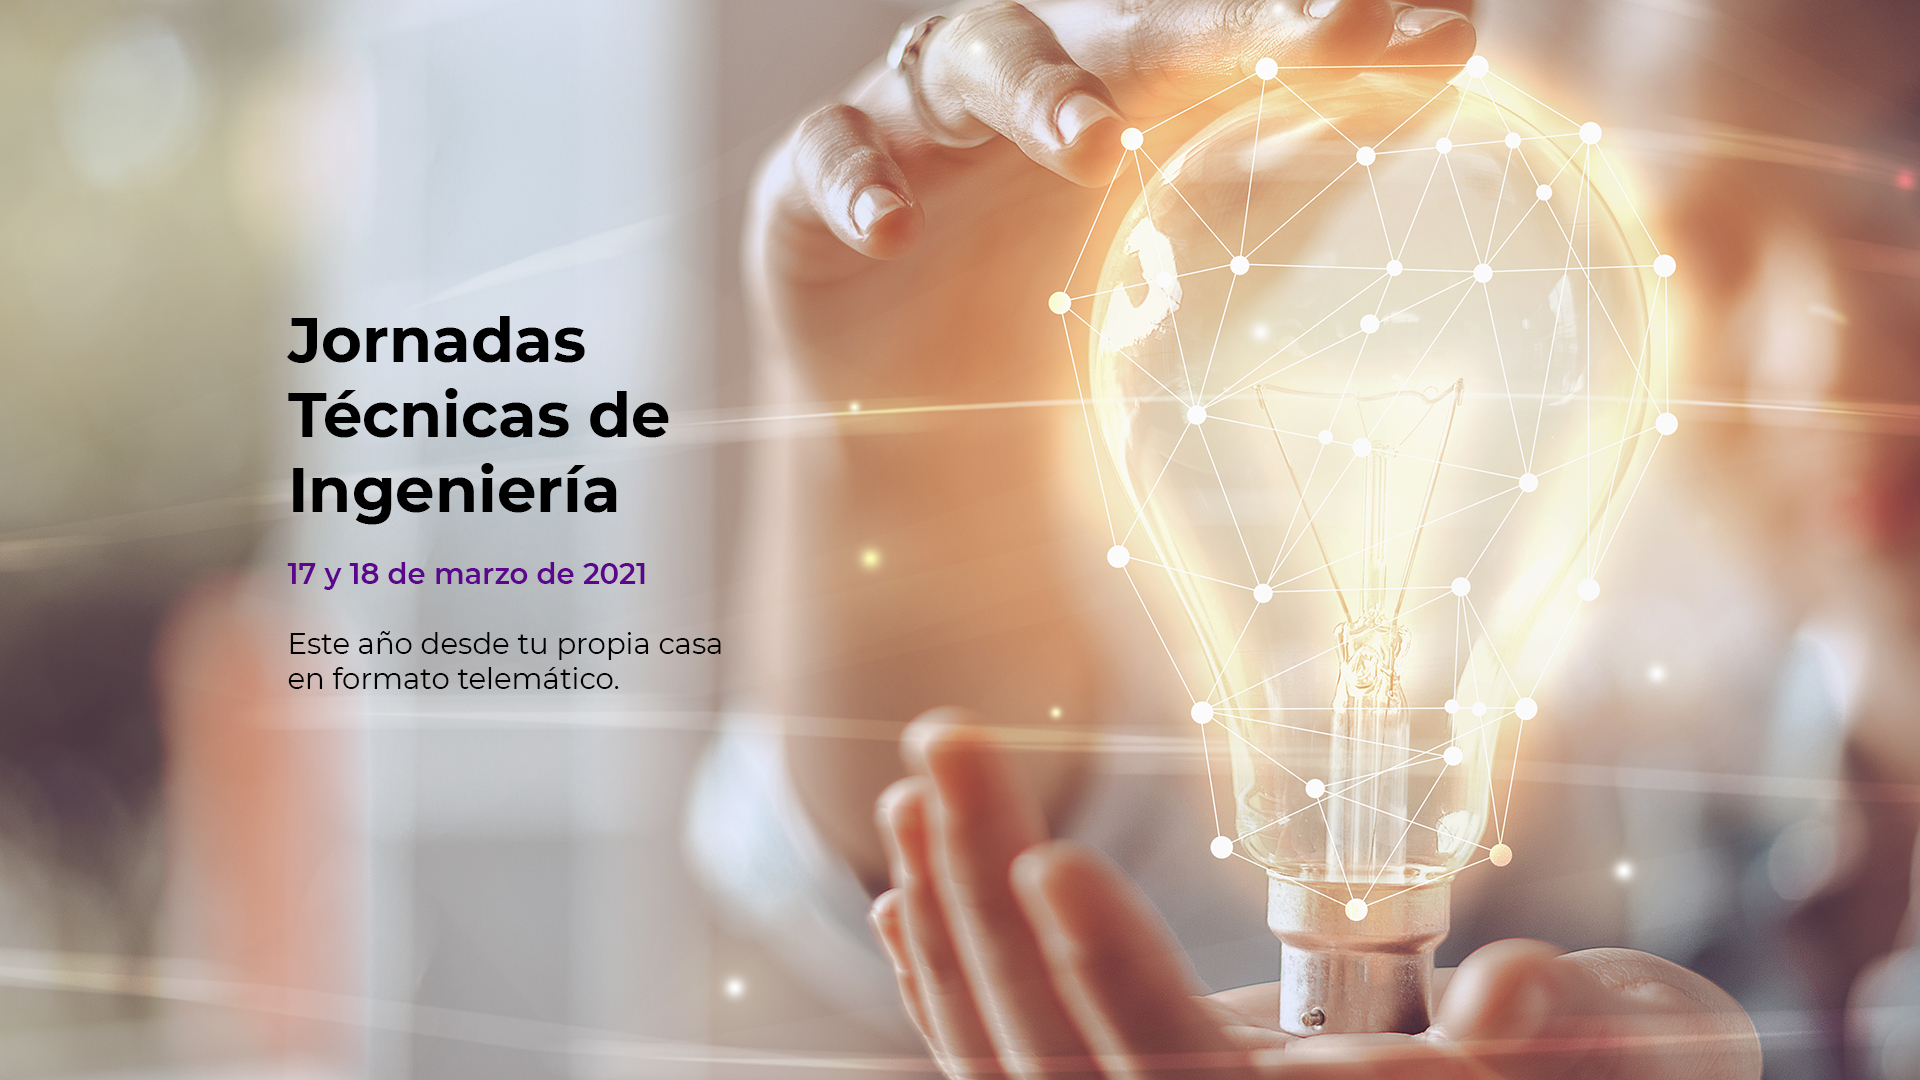 Jornadas
Técnicas de
Ingeniería
17 y 18 de marzo de 2021
Este año desde tu propia casa
en formato telemático.